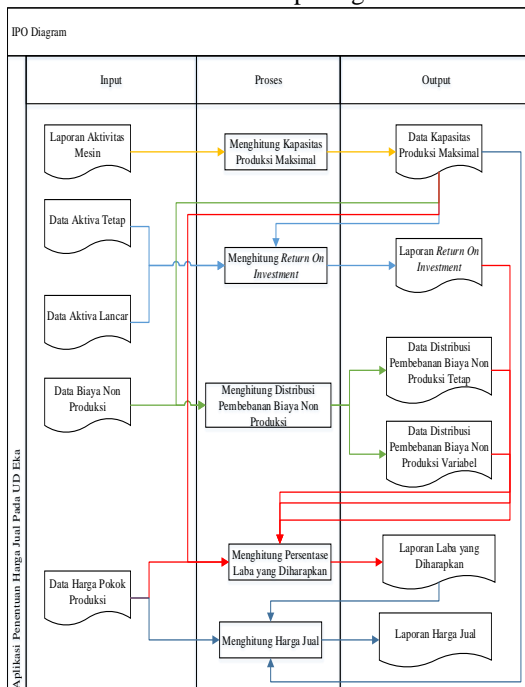 IPO Diagram
Input
Proses
Output
Aplikasi Penentuan Harga Jual Pada UD Eka
Laporan Aktivitas
Mesin
Menghitung Kapasitas
Produksi Maksimal
Data Kapasitas
Produksi Maksimal
Data Aktiva Tetap
Menghitung Return On
Investment
Laporan Return On
Investment
Data Aktiva Lancar
Data Biaya Non
Produksi
Menghitung Distribusi
Pembebanan Biaya Non
Produksi
Data Distribusi
Pembebanan Biaya Non
Produksi Tetap
Data Distribusi
Pembebanan Biaya Non
Produksi Variabel
Data Harga Pokok
Produksi
Menghitung Persentase
Laba yang Diharapkan
Laporan Laba yang
Diharapkan
Menghitung Harga Jual
Laporan Harga Jual